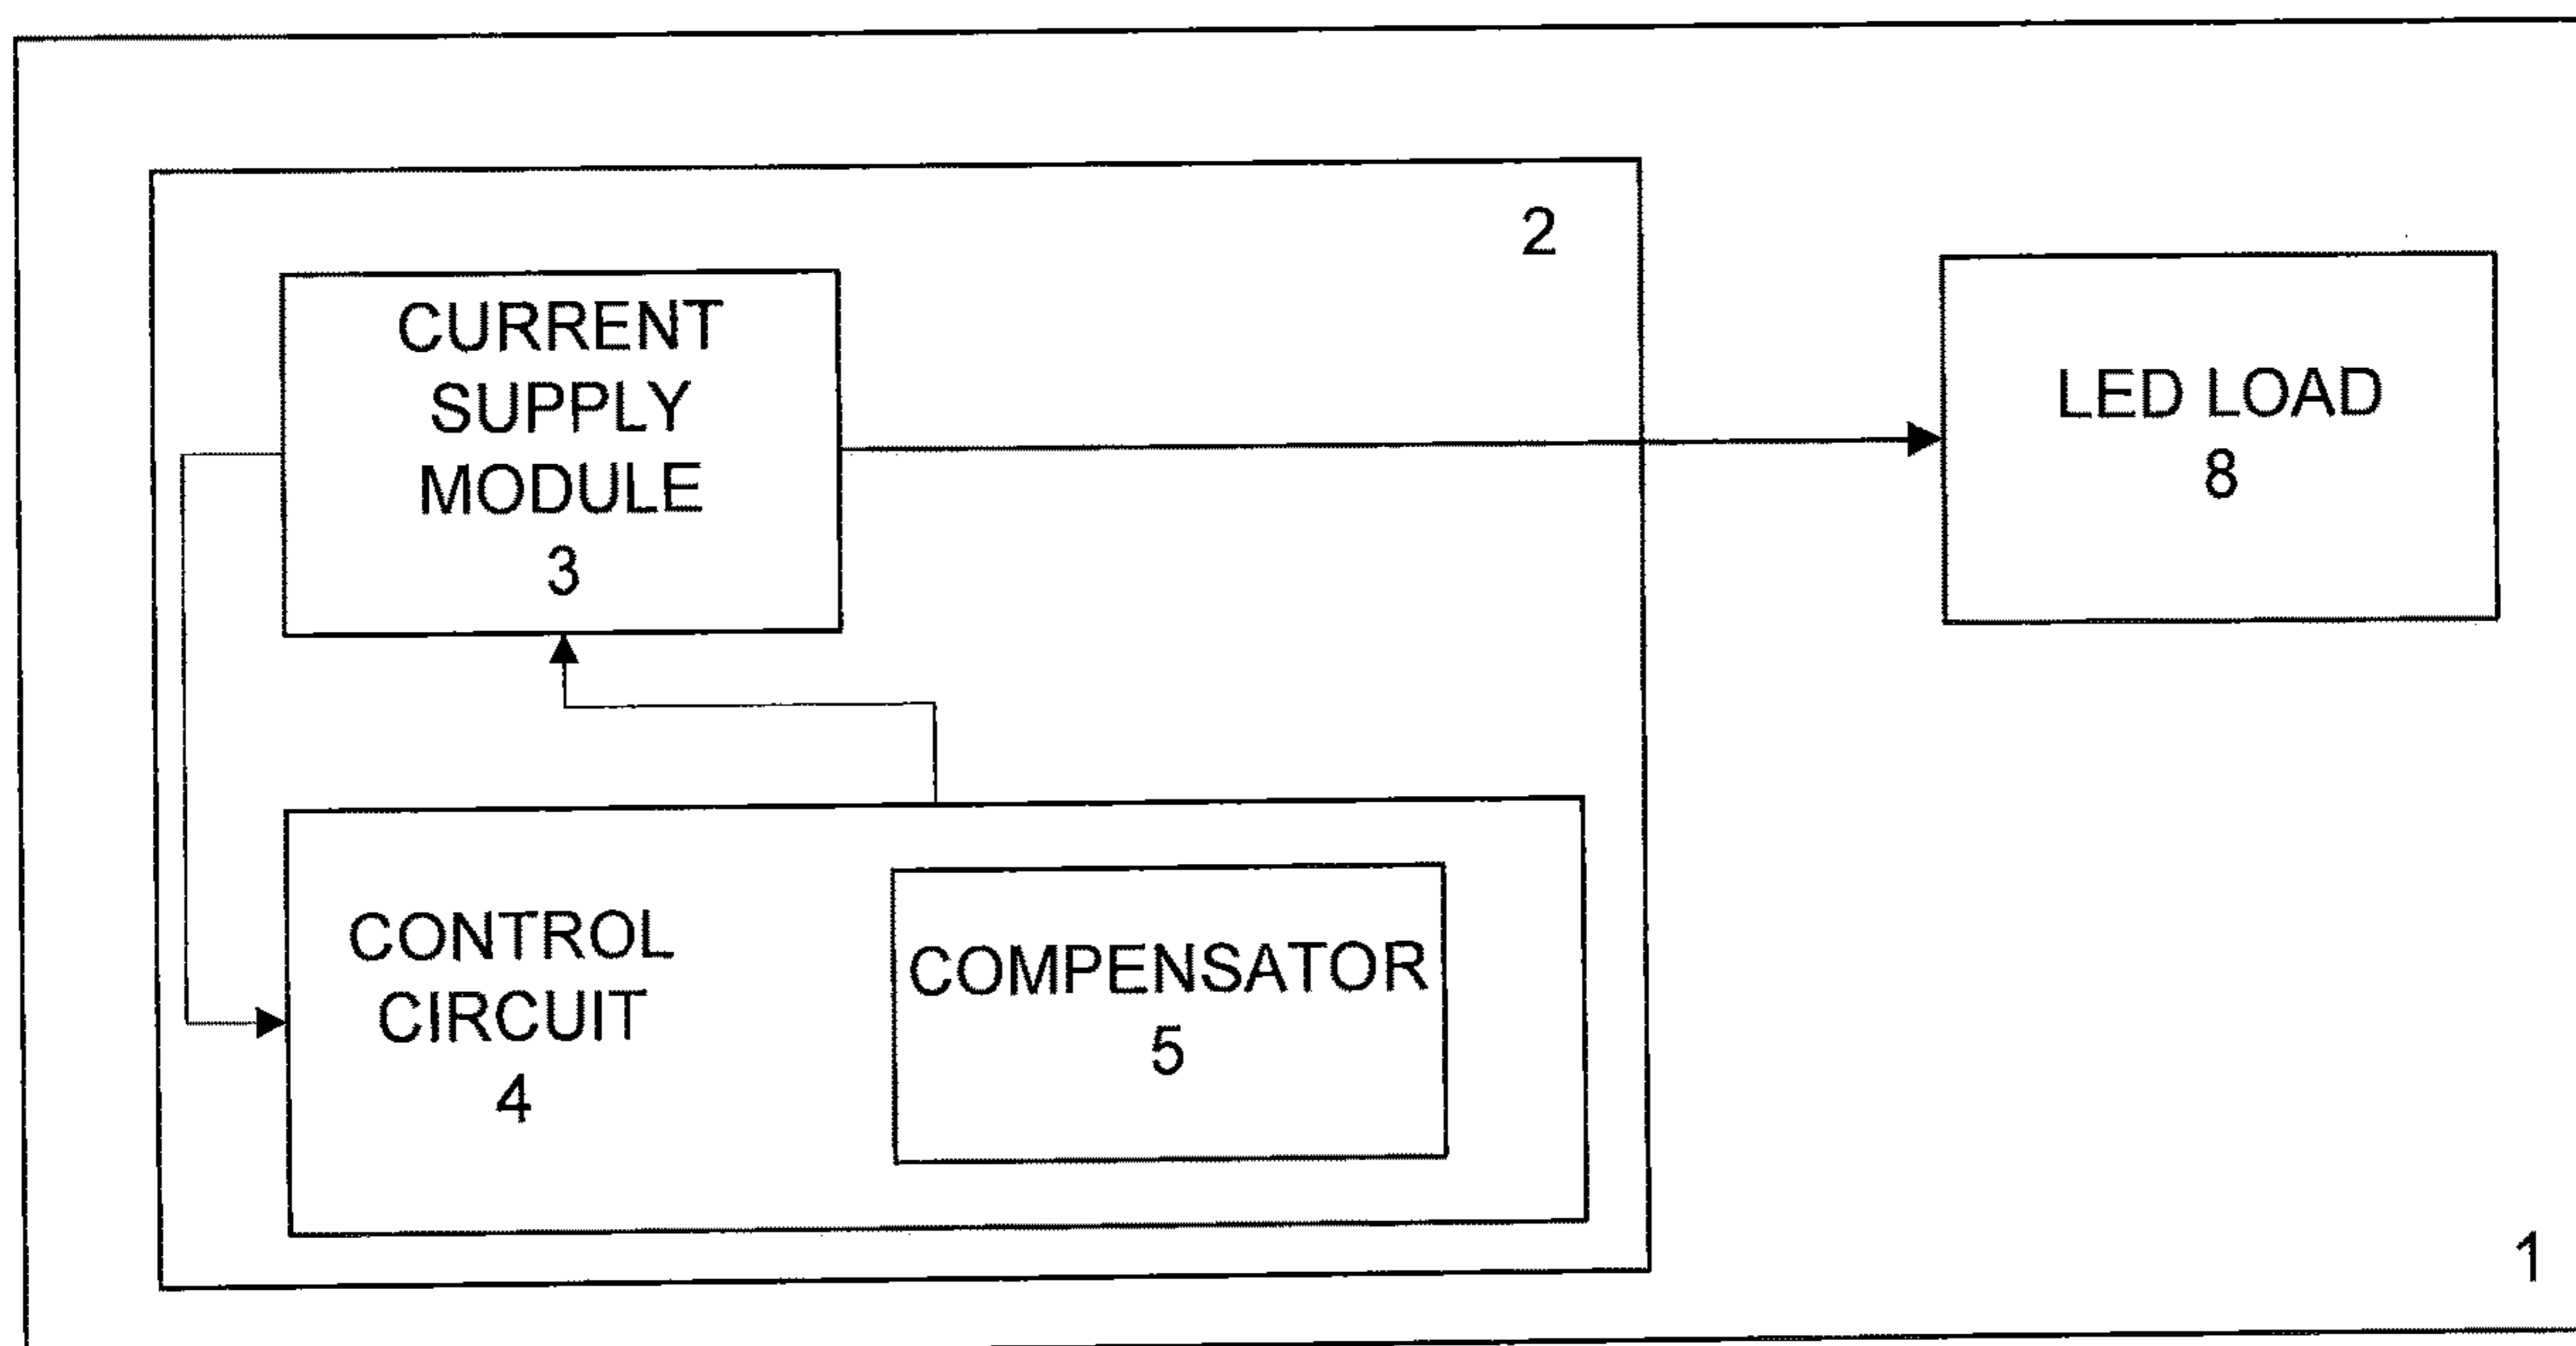 2
CURRENT
SUPPLY
MODULE
3
LED LOAD
8
CONTROL
CIRCUIT
4
COMPENSATOR
5
1